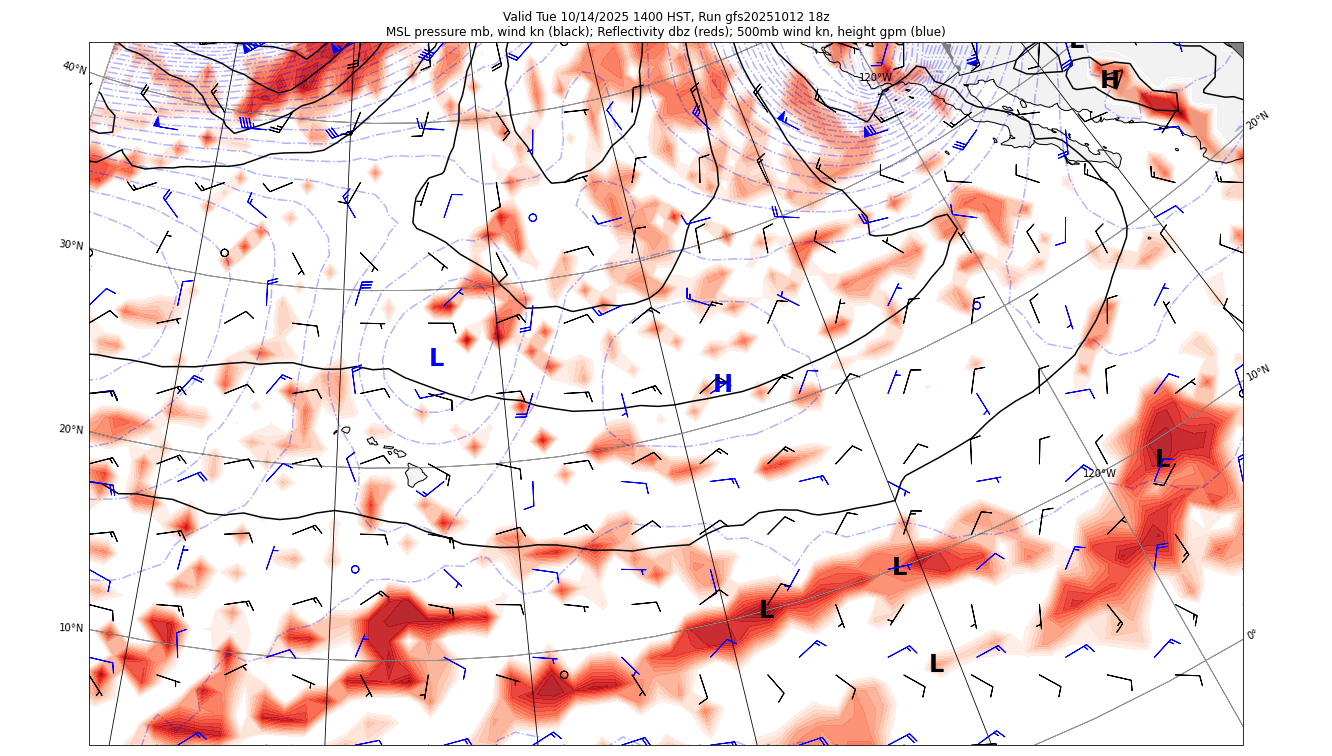 Valid Tue 10/14/2025 1400 HST, Run gfs20251012 18z
MSL pressure mb, wind kn (black); Reflectivity dbz (reds); 500mb wind kn, height gpm (blue)
L
40°N
120°W
H
20°N
30°N
L
H
10°N
20°N
L
120°W
L
L
10°N
0°
L